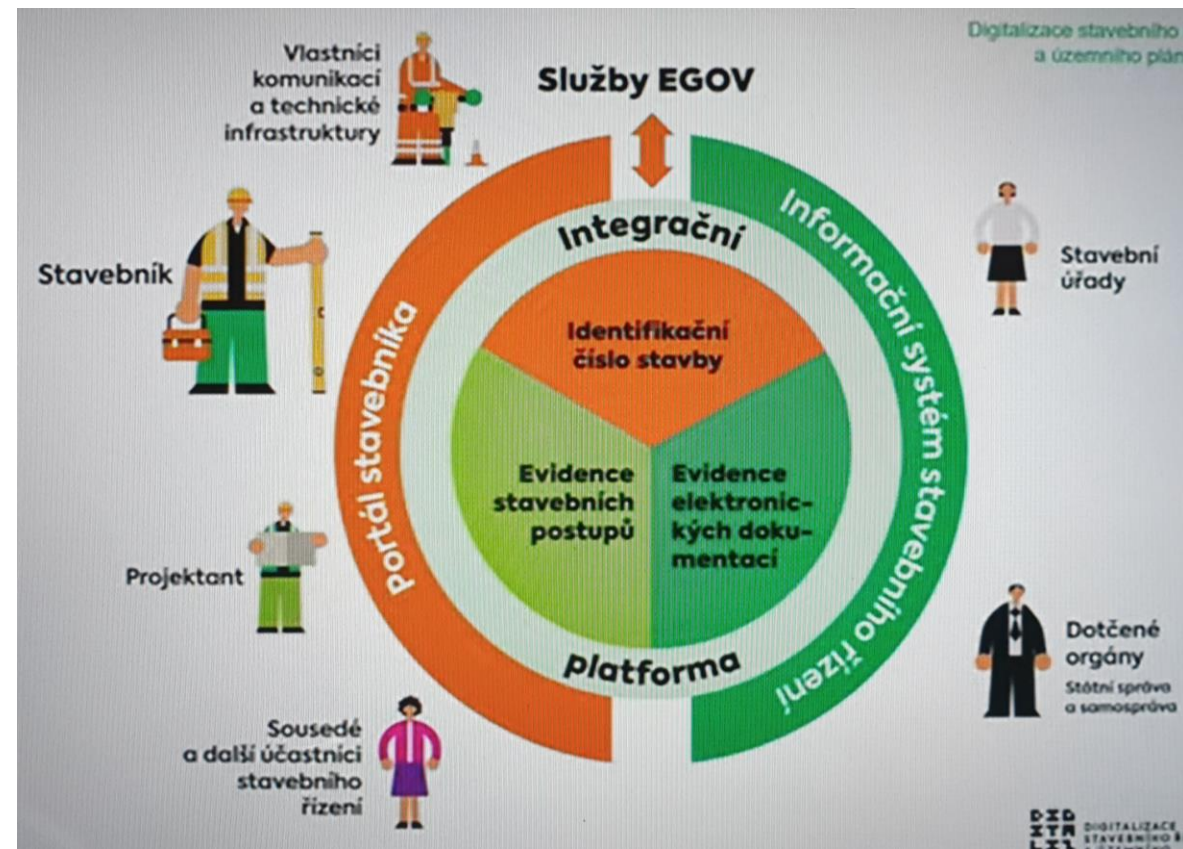 Digitalizace stavebního
a územního
Vlastníci
komunikací
a technické
infrastruktury
Služby EGOV
Stavebník
Stavební
úřady
Portál stavebníka
Integrační
platforma
Informační systém stavebního řízení
Identifikační
číslo stavby
Evidence
stavebních
postupů
Evidence
elektronic-
kých doku-
mentací
Projektant
Dotčené
orgány
Státní správa
a samospráva
Sousedé
a další účastníci
stavebního
řízení
DIGITALIZACE
STAVEBNÍHO